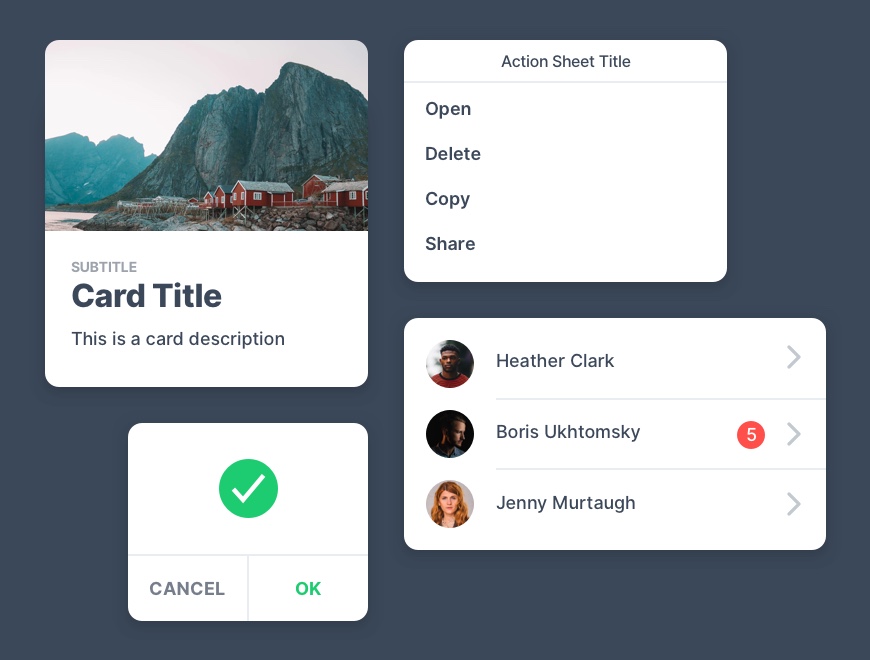 SUBTITLE
Card Title
This is a card description
CANCEL
OK
Action Sheet Title
Open
Delete
Copy
Share
Heather Clark
Boris Ukhtomsky
5
Jenny Murtaugh